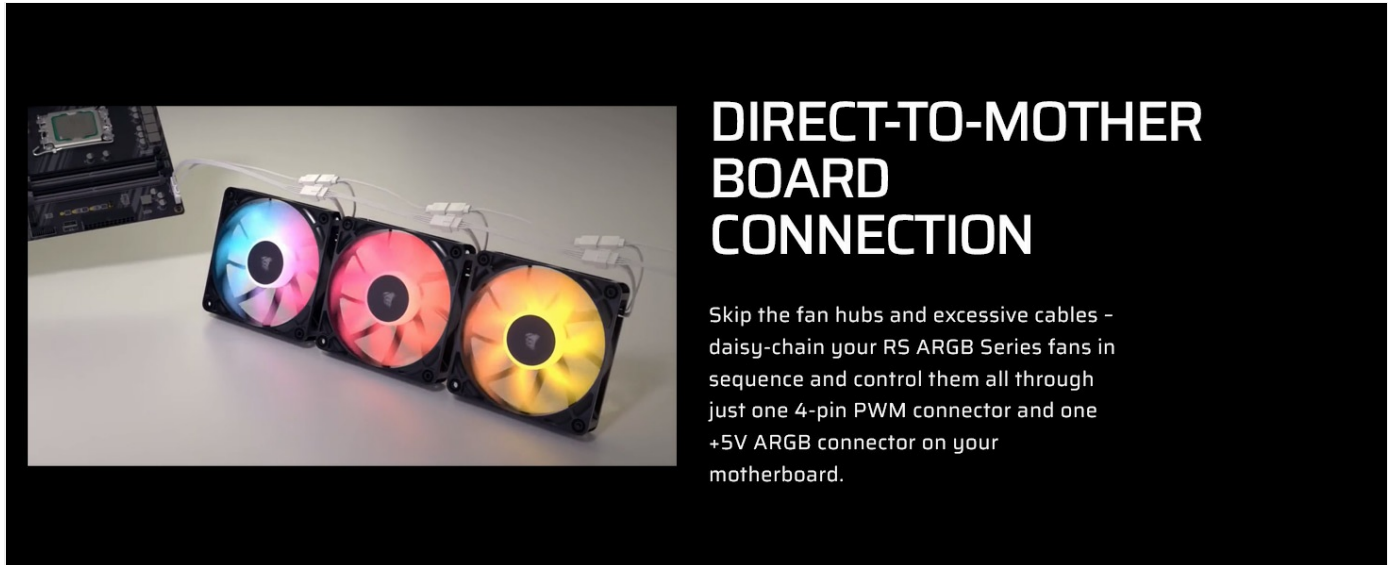 DIRECT-TO-MOTHER
BOARD
CONNECTION
Skip the fan hubs and excessive cables –
daisy-chain your RS ARGB Series fans in
sequence and control them all through
just one 4-pin PWM connector and one
+5V ARGB connector on your
motherboard.